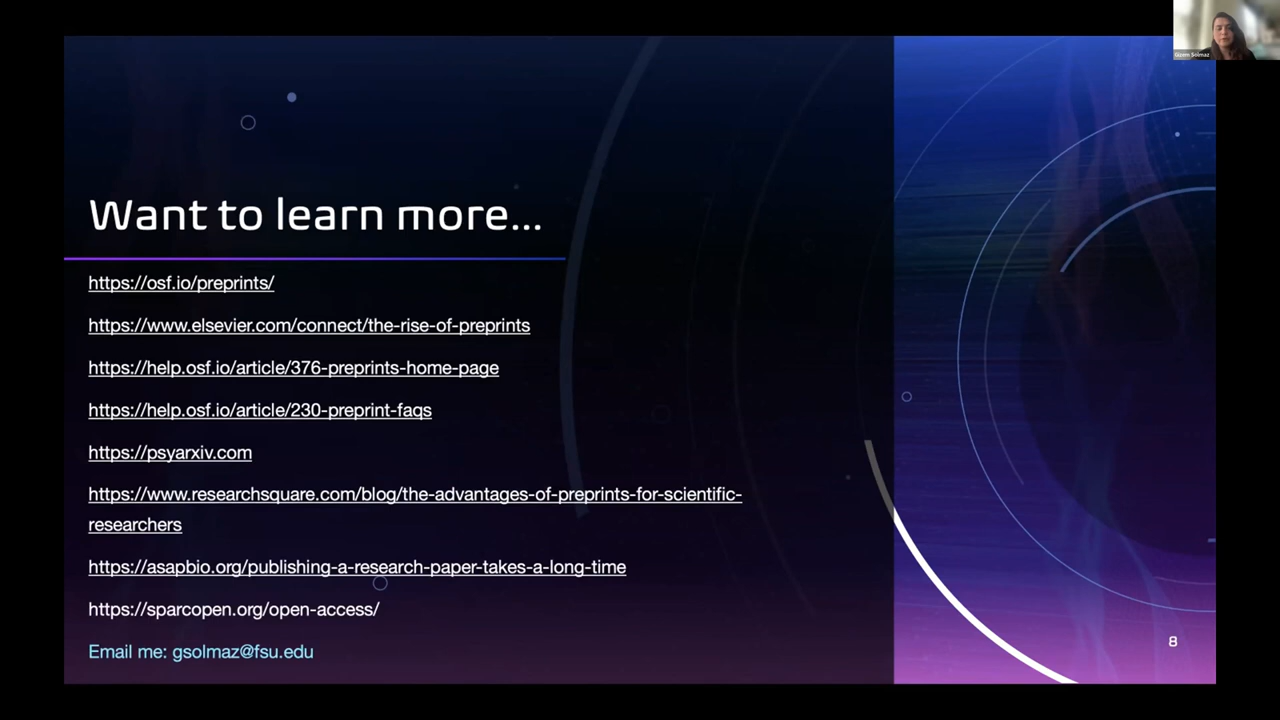 Gizem Solmaz
Want to learn more...
https://osf.io/preprints/
https://www.elsevier.com/connect/the-rise-of-preprints
https://help.osf.io/article/376-preprints-home-page
https://help.osf.io/article/230-preprint-faqs
https://psyarxiv.com
https://www.researchsquare.com/blog/the-advantages-of-preprints-for-scientific-
researchers
https://asapbio.org/publishing-a-research-paper-takes-a-long-time
https://sparcopen.org/open-access/
Email me: gsolmaz@fsu.edu
8